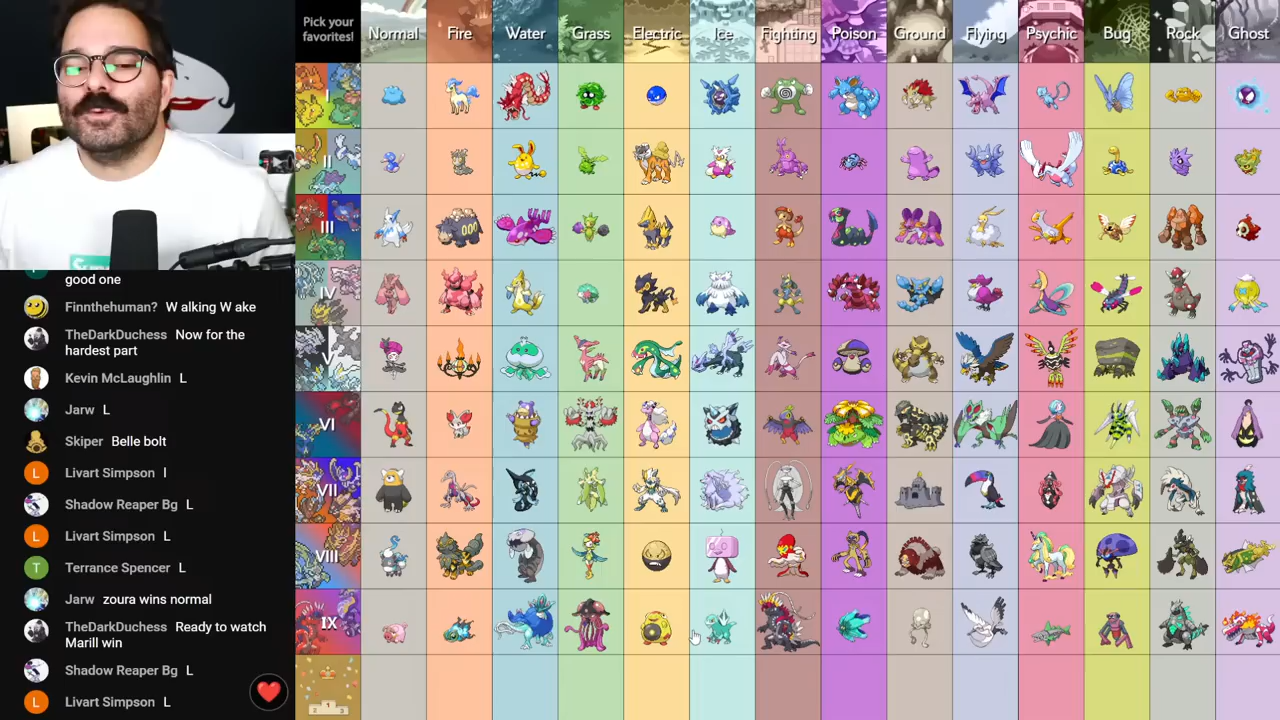 Pick your
favorites!
Normal Fire Water Grass Electric Ice Fighting Poison Ground Flying Psychic Bug Rock Ghost
I
II
III
IV
V
VI
VII
VIII
IX
1
2 3
good one
Finnthehuman? W alking W ake
TheDarkDuchess Now for the
hardest part
Kevin McLaughlin L
Jarw L
Skiper Belle bolt
L Livart Simpson l
Shadow Reaper Bg L
L Livart Simpson L
T Terrance Spencer L
Jarw zoura wins normal
TheDarkDuchess Ready to watch
Marill win
Shadow Reaper Bg L
L Livart Simpson L